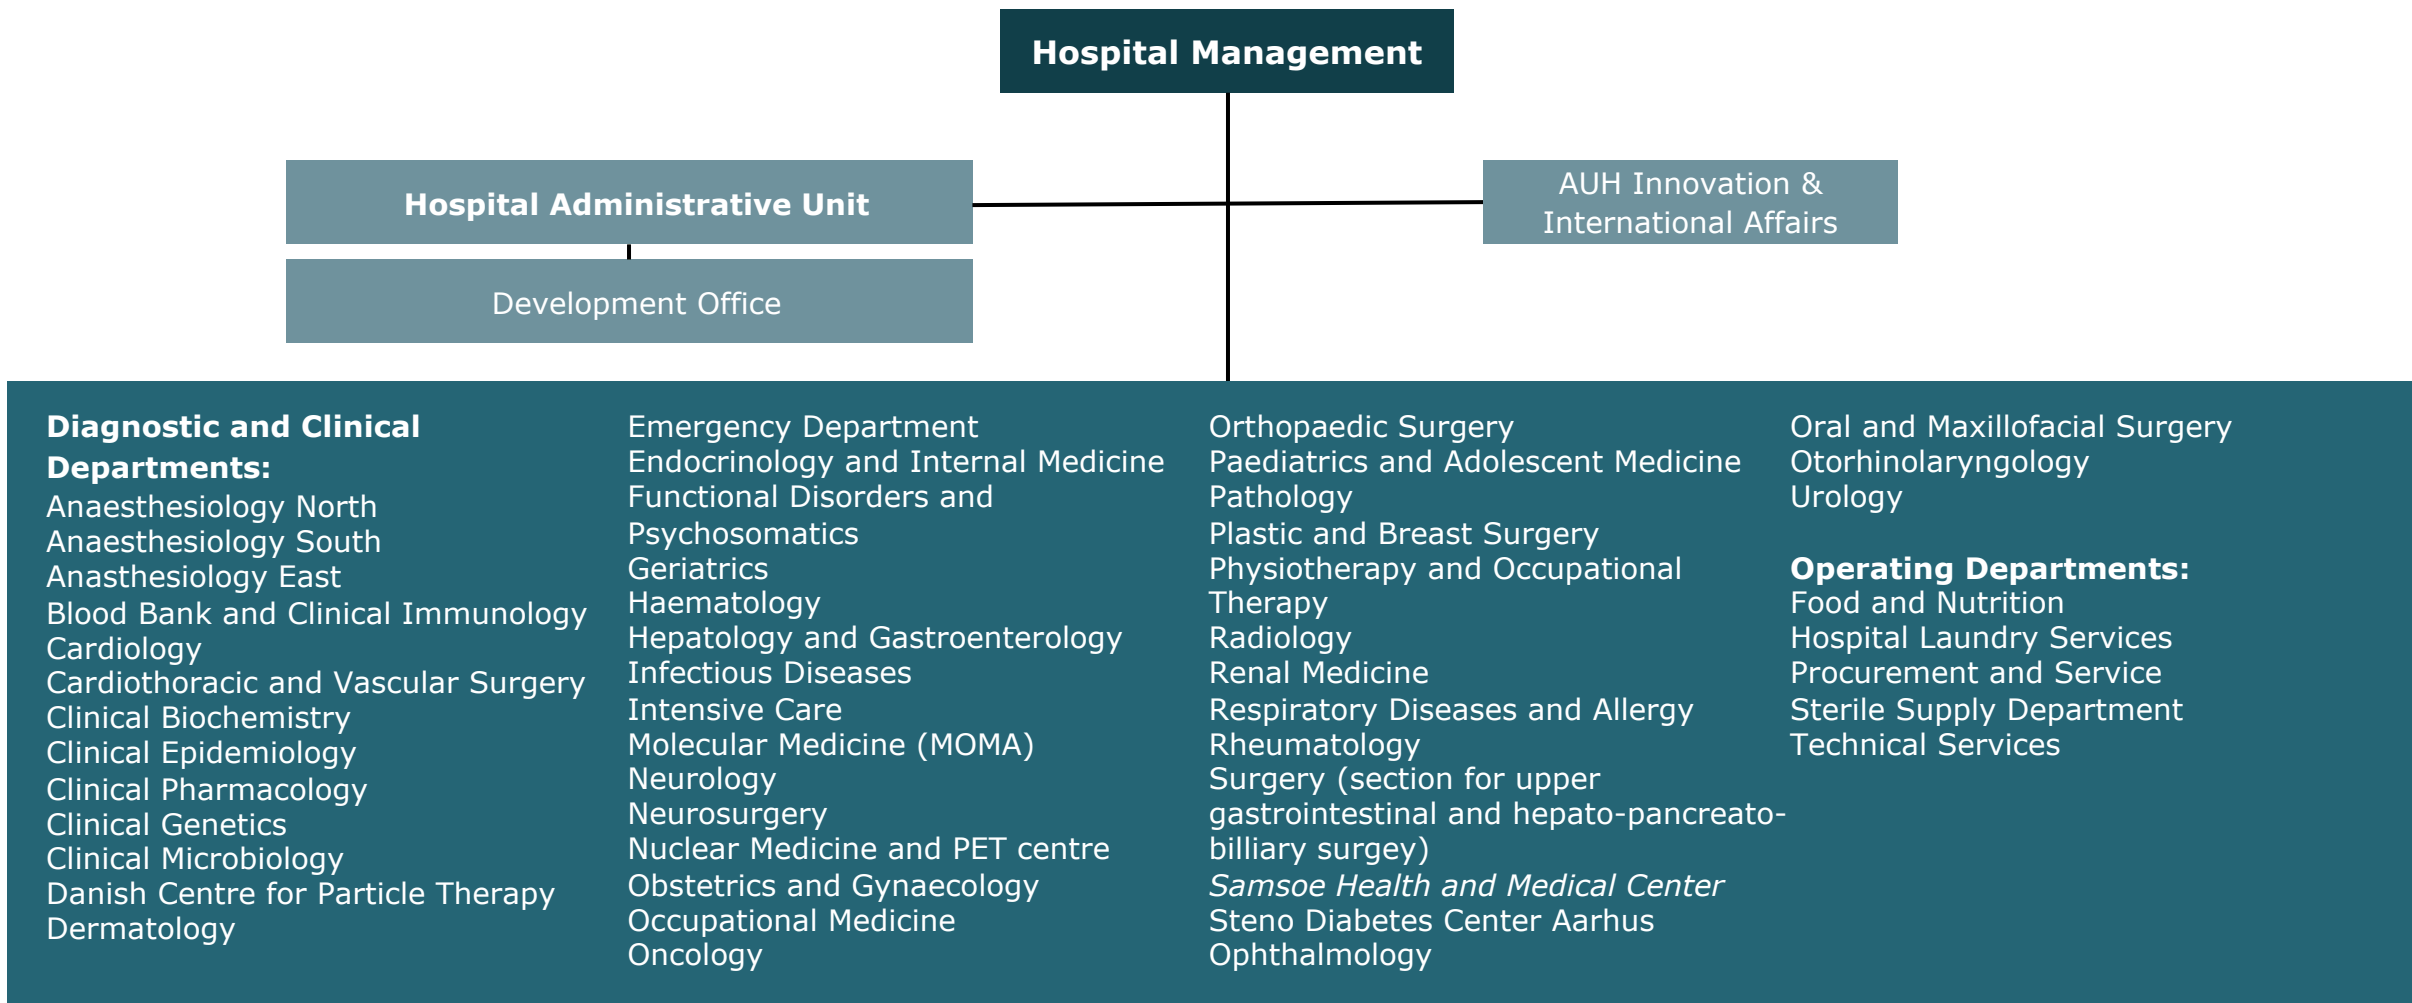 Hospital Management
Hospital Administrative Unit
AUH Innovation &
International Affairs
Development Office
Diagnostic and Clinical
Departments:
Anaesthesiology North
Anaesthesiology South
Anasthesiology East
Blood Bank and Clinical Immunology
Cardiology
Cardiothoracic and Vascular Surgery
Clinical Biochemistry
Clinical Epidemiology
Clinical Pharmacology
Clinical Genetics
Clinical Microbiology
Danish Centre for Particle Therapy
Dermatology
Emergency Department
Endocrinology and Internal Medicine
Functional Disorders and
Psychosomatics
Geriatrics
Haematology
Hepatology and Gastroenterology
Infectious Diseases
Intensive Care
Molecular Medicine (MOMA)
Neurology
Neurosurgery
Nuclear Medicine and PET centre
Obstetrics and Gynaecology
Occupational Medicine
Oncology
Orthopaedic Surgery
Paediatrics and Adolescent Medicine
Pathology
Plastic and Breast Surgery
Physiotherapy and Occupational
Therapy
Radiology
Renal Medicine
Respiratory Diseases and Allergy
Rheumatology
Surgery (section for upper
gastrointestinal and hepato-pancreato-
billiary surgey)
Samsoe Health and Medical Center
Steno Diabetes Center Aarhus
Ophthalmology
Oral and Maxillofacial Surgery
Otorhinolaryngology
Urology
Operating Departments:
Food and Nutrition
Hospital Laundry Services
Procurement and Service
Sterile Supply Department
Technical Services